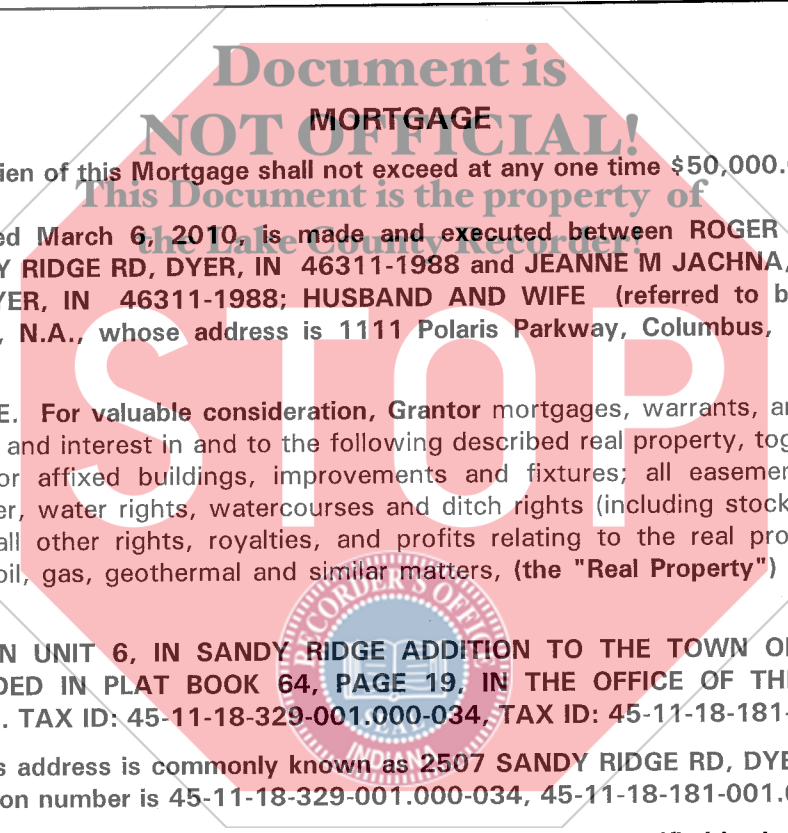 Document is
MORTGAGE
NOT OFFICIAL!
ien of this Mortgage shall not exceed at any one time $50,000.
This Document is the property of
ed March 6, 2010, is made and executed between ROGER
the Lake County Recorder!
Y RIDGE RD, DYER, IN 46311-1988 and JEANNE M JACHNA,
YER, IN 46311-1988; HUSBAND AND WIFE (referred to b
, N.A., whose address is 1111 Polaris Parkway, Columbus,
STOP
E. For valuable consideration, Grantor mortgages, warrants, a
and interest in and to the following described real property, tog
or affixed buildings, improvements and fixtures; all easemen
er, water rights, watercourses and ditch rights (including stock
all other rights, royalties, and profits relating to the real pro
oil, gas, geothermal and similar matters, (the "Real Property")
RECORDER'S OFFICE
N UNIT 6, IN SANDY RIDGE ADDITION TO THE TOWN O
DED IN PLAT BOOK 64, PAGE 19, IN THE OFFICE OF TH
. TAX ID: 45-11-18-329-001.000-034, TAX ID: 45-11-18-181-
SEAL
INDIANA
s address is commonly known as 2507 SANDY RIDGE RD, DYE
on number is 45-11-18-329-001.000-034, 45-11-18-181-001.